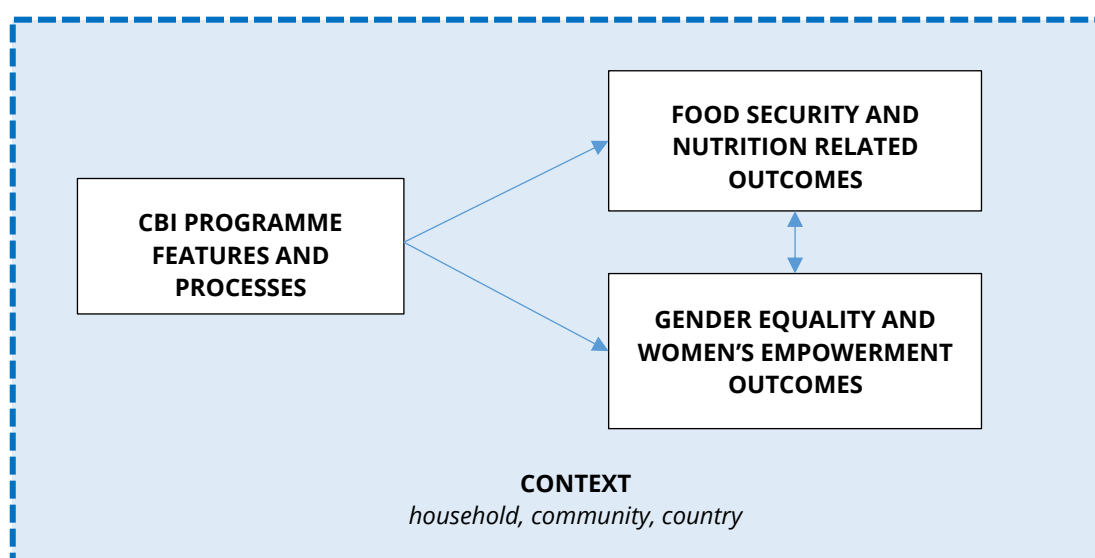 CBI PROGRAMME
FEATURES AND
PROCESSES
FOOD SECURITY AND
NUTRITION RELATED
OUTCOMES
GENDER EQUALITY AND
WOMEN’S EMPOWERMENT
OUTCOMES
CONTEXT
household, community, country